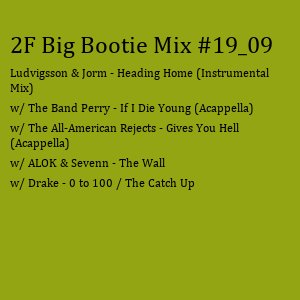 2F Big Bootie Mix #19_09
Ludvigsson & Jorm - Heading Home (Instrumental
Mix)
w/ The Band Perry - If I Die Young (Acappella)
w/ The All-American Rejects - Gives You Hell
(Acappella)
w/ ALOK & Sevenn - The Wall
w/ Drake - 0 to 100 / The Catch Up